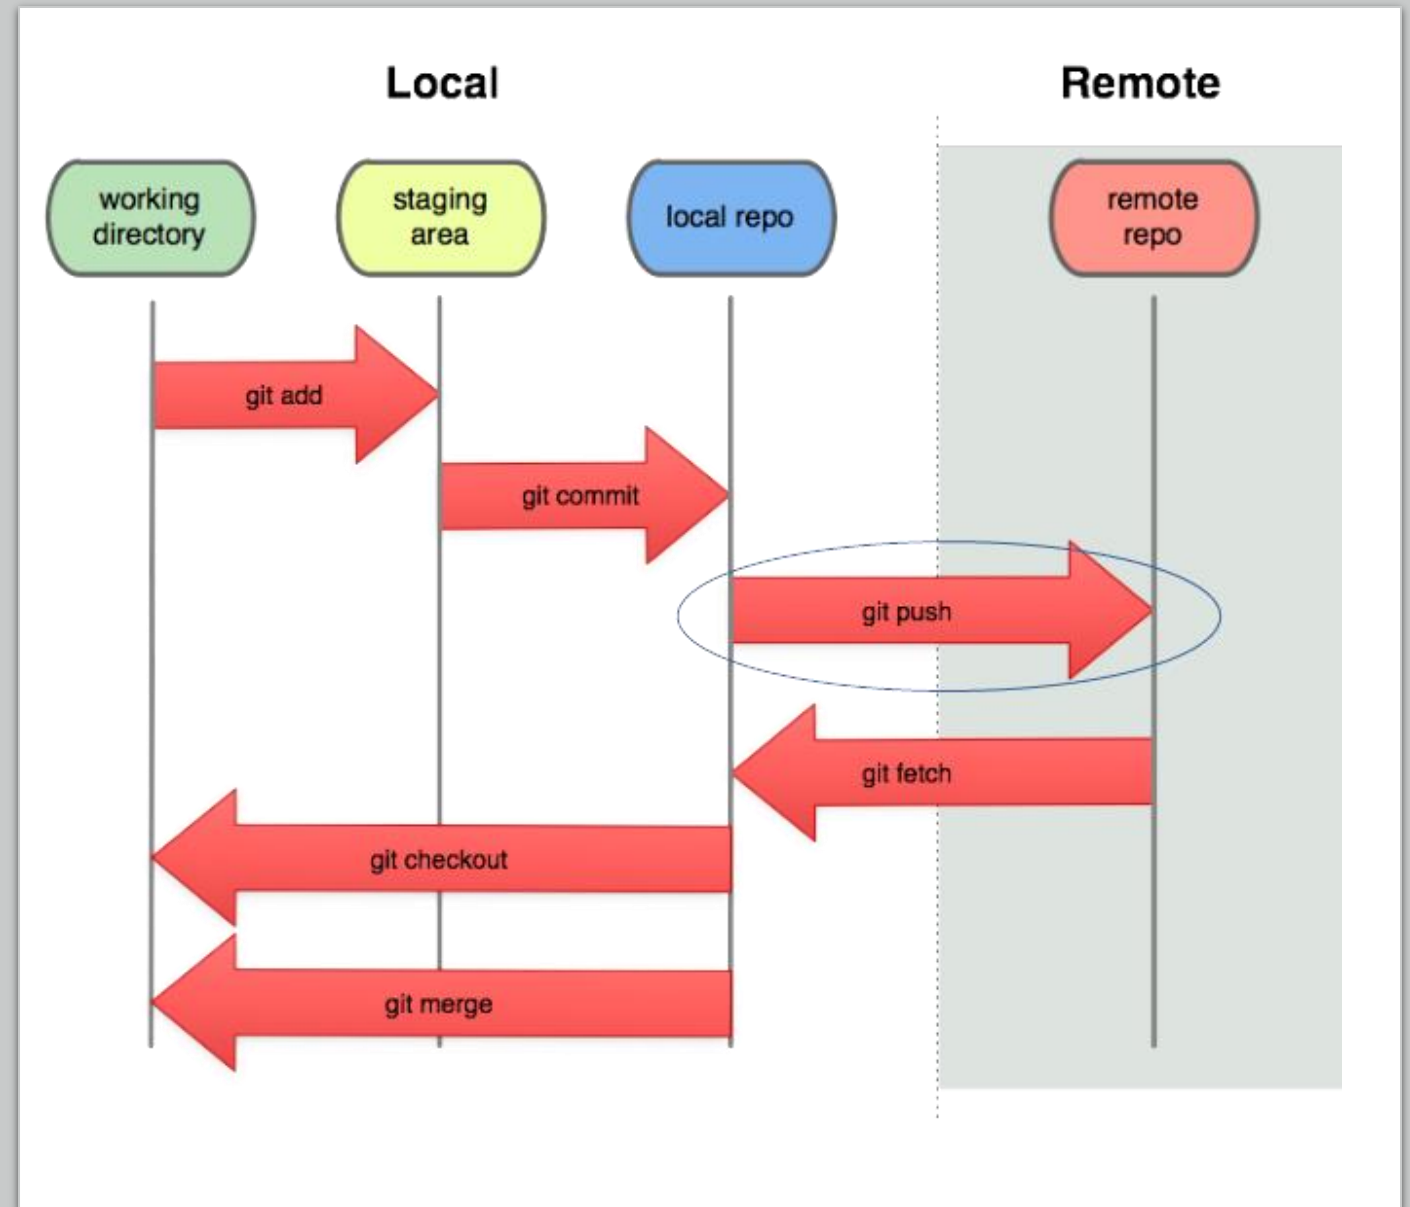 Local
Remote
working
directory
staging
area
local repo
remote
repo
git add
git commit
git push
git fetch
git checkout
git merge